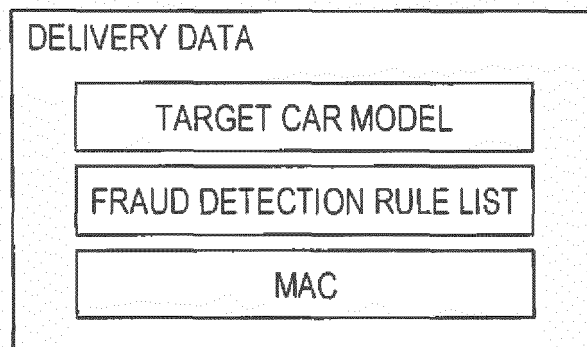 DELIVERY DATA
TARGET CAR MODEL
FRAUD DETECTION RULE LIST
MAC